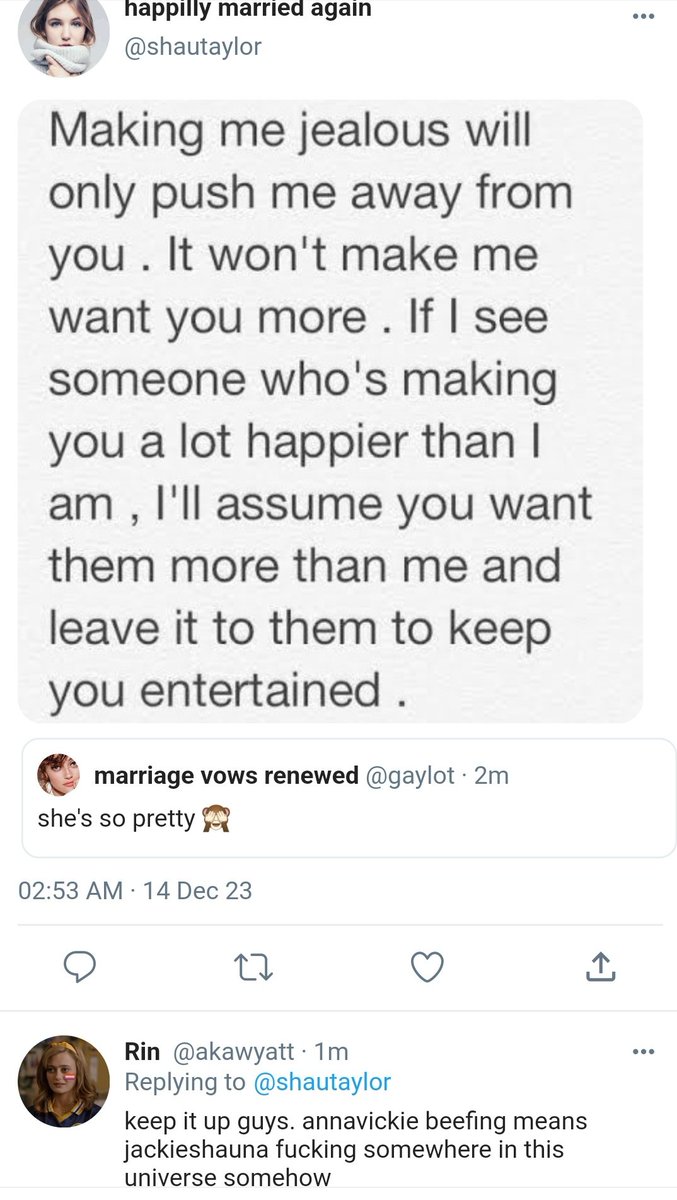 happilly married again
@shautaylor
Making me jealous will
only push me away from
you . It won't make me
want you more . If I see
someone who's making
you a lot happier than I
am , I'll assume you want
them more than me and
leave it to them to keep
you entertained .
marriage vows renewed @gaylot · 2m
she's so pretty 🙈
02:53 AM · 14 Dec 23
Rin @akawyatt · 1m
Replying to @shautaylor
keep it up guys. annavickie beefing means
jackieshauna fucking somewhere in this
universe somehow